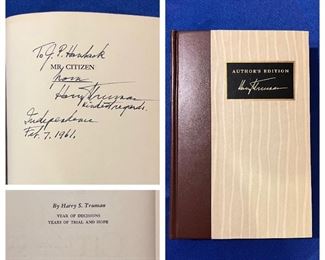 To J. P. Hancock
MR. CITIZEN
from
Harry Truman
Kindest regards.
Independence
Feb. 7, 1961.
By Harry S. Truman
YEAR OF DECISIONS
YEARS OF TRIAL AND HOPE
AUTHOR'S EDITION
Harry Truman